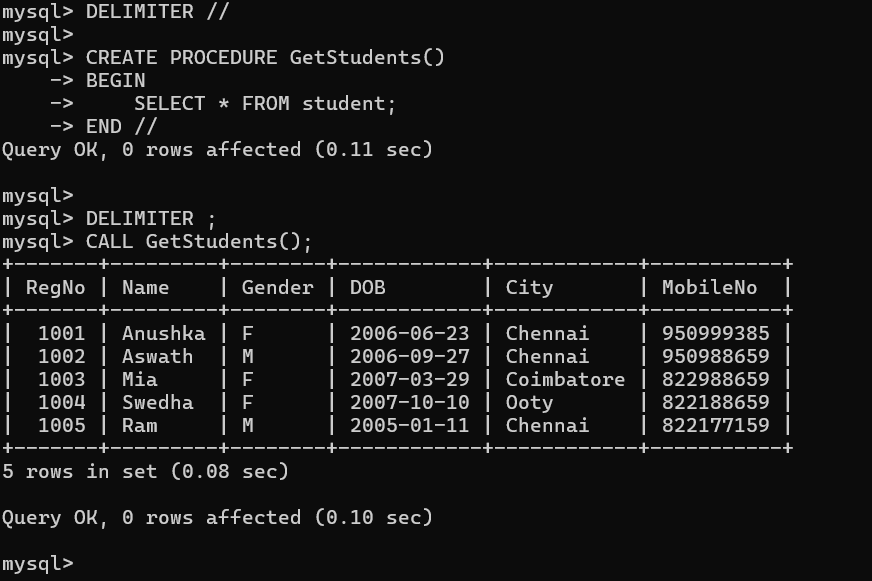 mysql> DELIMITER //
mysql>
mysql> CREATE PROCEDURE GetStudents()
    -> BEGIN
    ->     SELECT * FROM student;
    -> END //
Query OK, 0 rows affected (0.11 sec)

mysql>
mysql> DELIMITER ;
mysql> CALL GetStudents();
+-------+---------+--------+------------+------------+-----------+
| RegNo | Name    | Gender | DOB        | City       | MobileNo  |
+-------+---------+--------+------------+------------+-----------+
|  1001 | Anushka | F      | 2006-06-23 | Chennai    | 950999385 |
|  1002 | Aswath  | M      | 2006-09-27 | Chennai    | 950988659 |
|  1003 | Mia     | F      | 2007-03-29 | Coimbatore | 822988659 |
|  1004 | Swedha  | F      | 2007-10-10 | Ooty       | 822188659 |
|  1005 | Ram     | M      | 2005-01-11 | Chennai    | 822177159 |
+-------+---------+--------+------------+------------+-----------+
5 rows in set (0.08 sec)

Query OK, 0 rows affected (0.10 sec)

mysql>